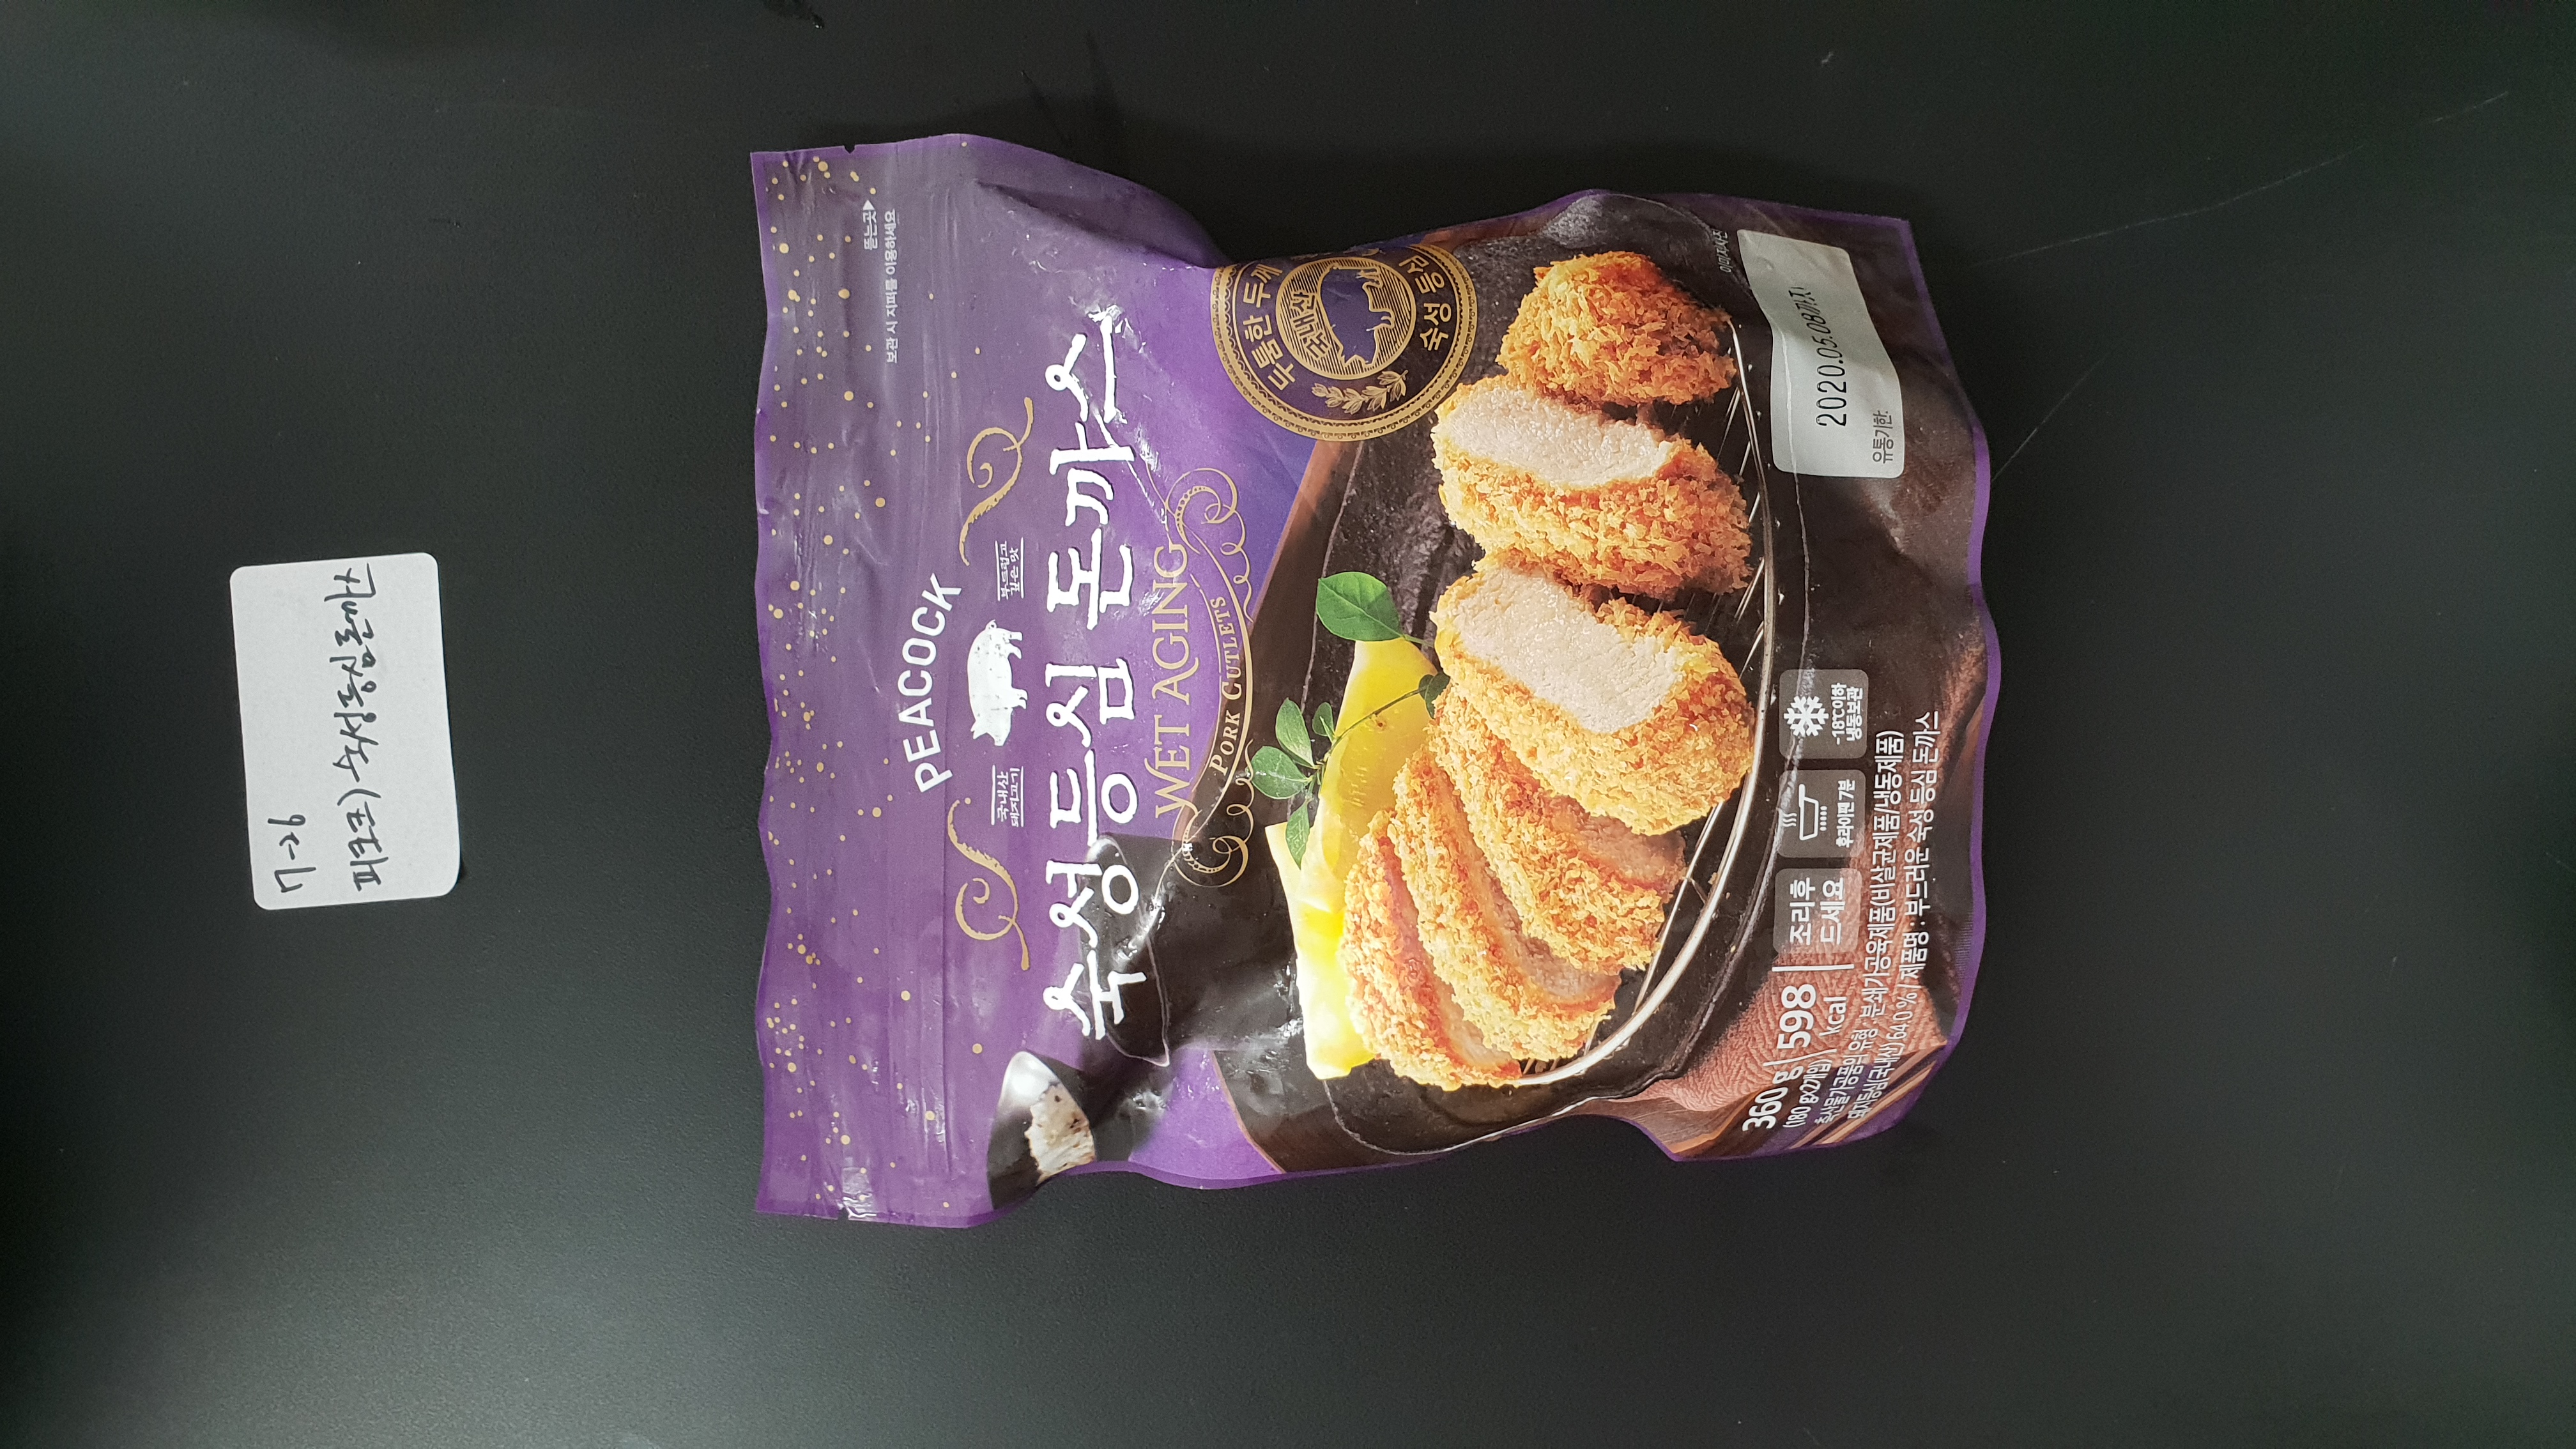 7-26
피코크) 숙성등심돈까스
뜯는곳▶
보관 시 지퍼를 이용하세요
PEACOCK
국내산
돼지고기
부드럽고
깊은 맛
숙성등심 돈까스
WET AGING
PORK CUTLETS
두툼한 두께
국내산
숙성 등심
이미지사진
360 g
(180 g×2개입)
598
kcal
조리후
드세요
후라이팬 7분
-18℃이하
냉동보관
축산물가공품의 유형 : 분쇄가공육제품(비살균제품/냉동제품)
돼지등심(국내산) 64.0 % / 제품명 : 부드러운 숙성 등심 돈까스
2020.05.08까지
유통기한: